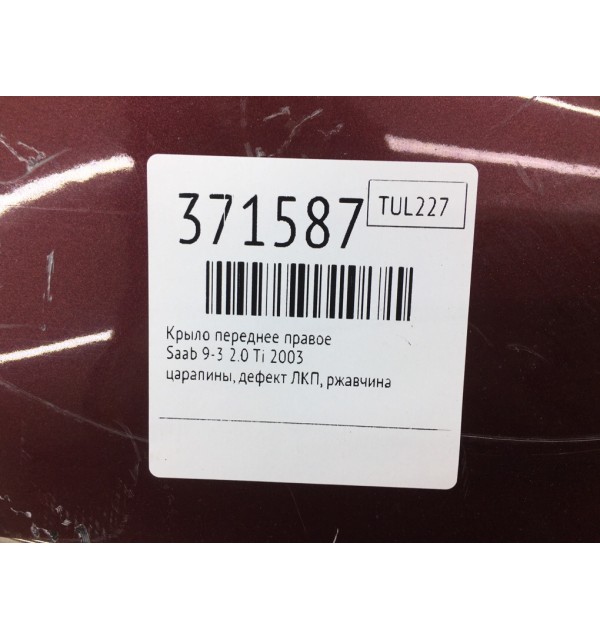 371587
TUL227
Крыло переднее правое
Saab 9-3 2.0 Ti 2003
царапины, дефект ЛКП, ржавчина